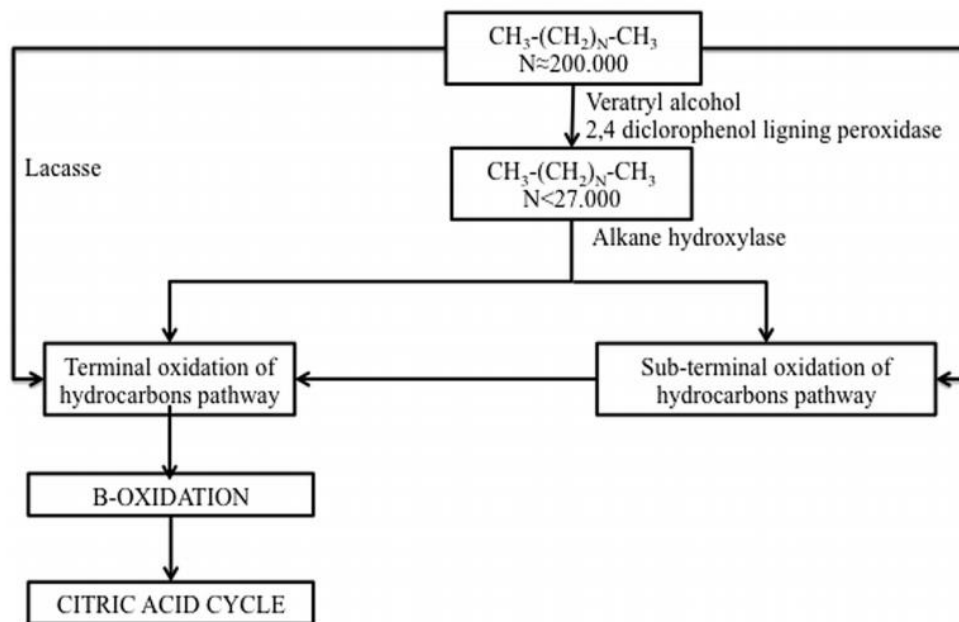 CH₃-(CH₂)ₙ-CH₃
N≈200.000
Veratryl alcohol
2,4 diclorophenol ligning peroxidase
Lacasse
CH₃-(CH₂)ₙ-CH₃
N<27.000
Alkane hydroxylase
Terminal oxidation of
hydrocarbons pathway
Sub-terminal oxidation of
hydrocarbons pathway
B-OXIDATION
CITRIC ACID CYCLE